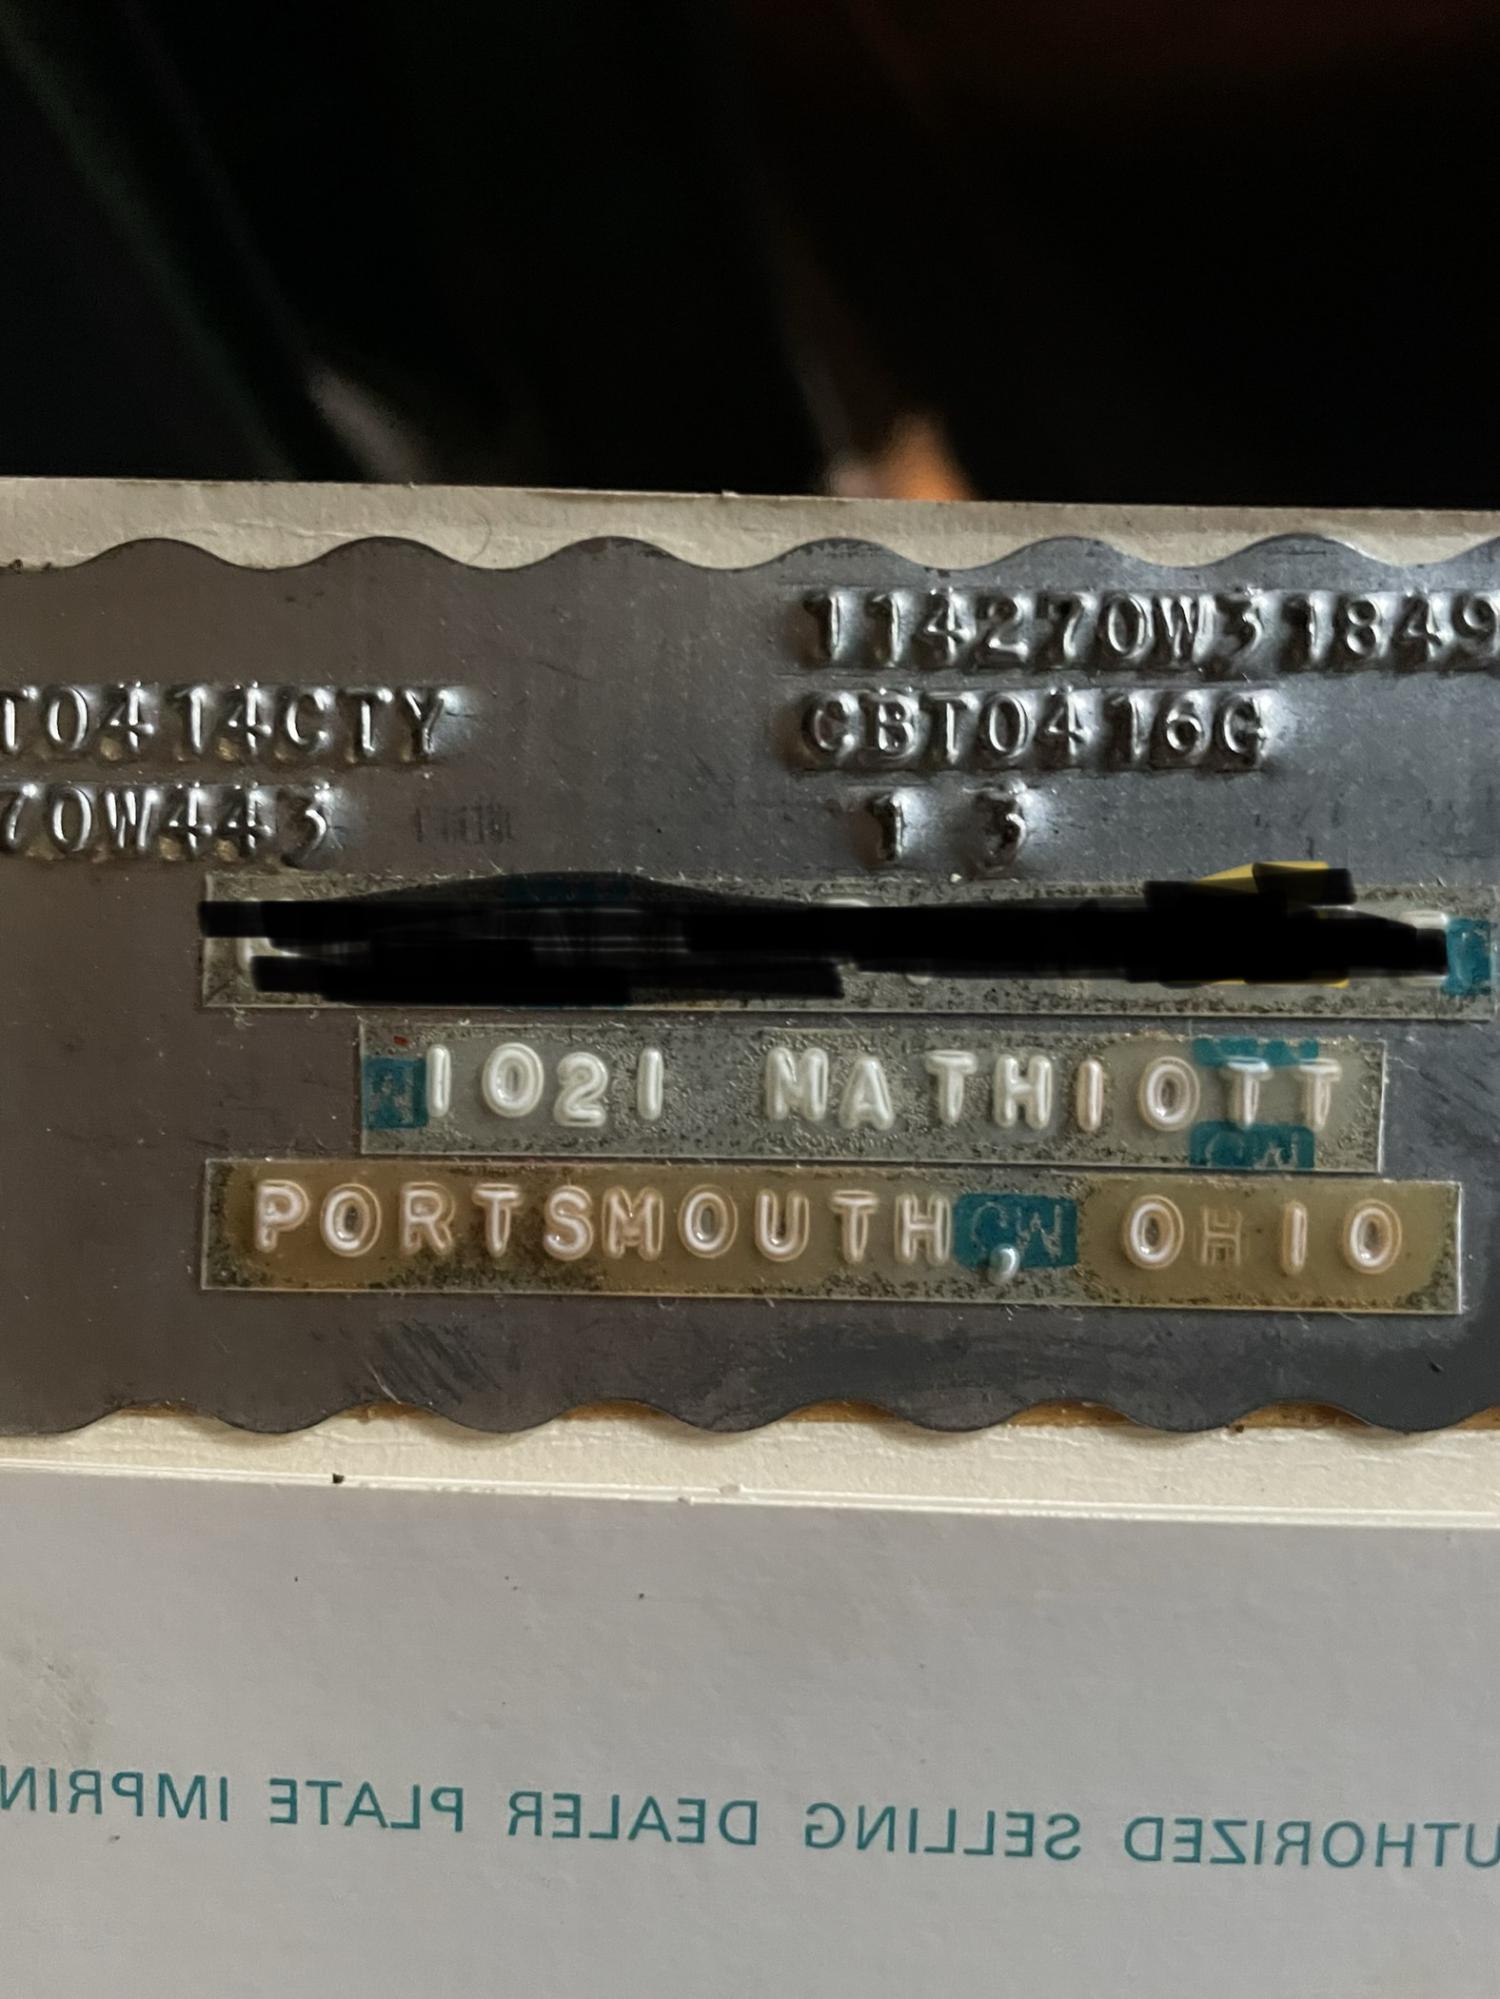 114270W31849
T0414CTY CBT0416G
70W443 1 3
1021 MATHIOTT
PORTSMOUTH, OHIO
UTHORIZED SELLING DEALER PLATE IMPRIN